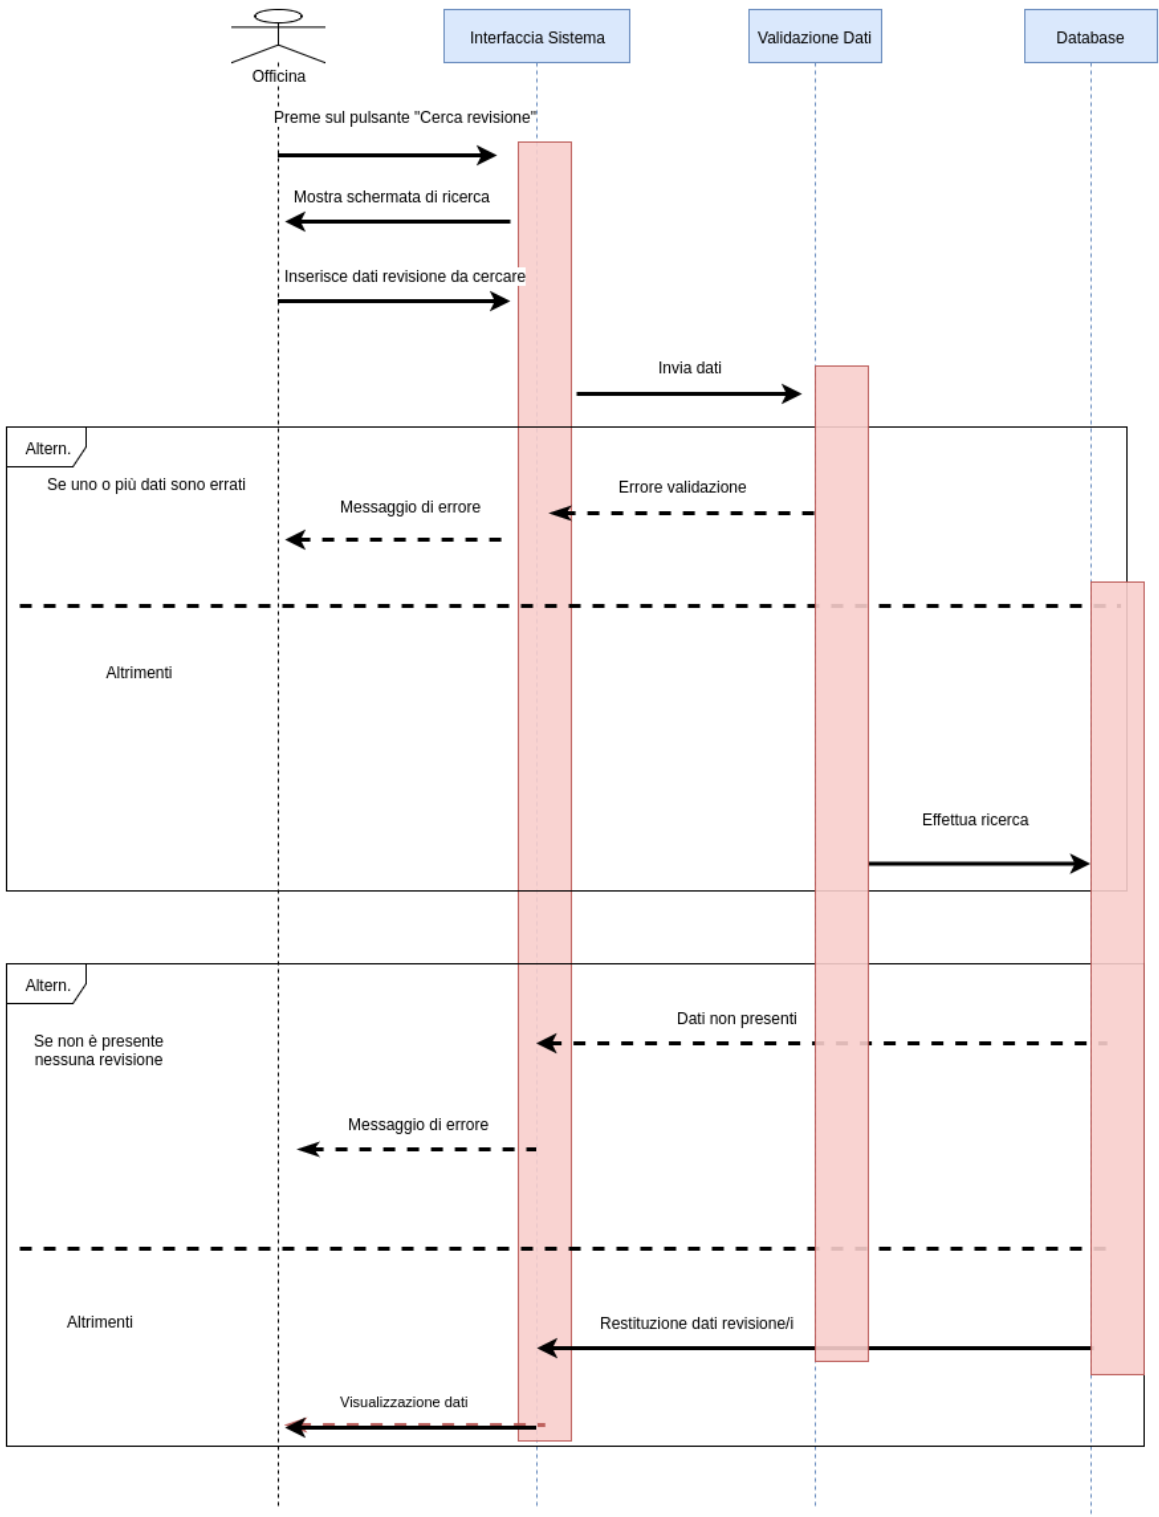 Officina
Interfaccia Sistema
Validazione Dati
Database
Preme sul pulsante "Cerca revisione"
Mostra schermata di ricerca
Inserisce dati revisione da cercare
Invia dati
Altern.
Se uno o più dati sono errati
Errore validazione
Messaggio di errore
Altrimenti
Effettua ricerca
Altern.
Dati non presenti
Se non è presente
nessuna revisione
Messaggio di errore
Altrimenti
Restituzione dati revisione/i
Visualizzazione dati